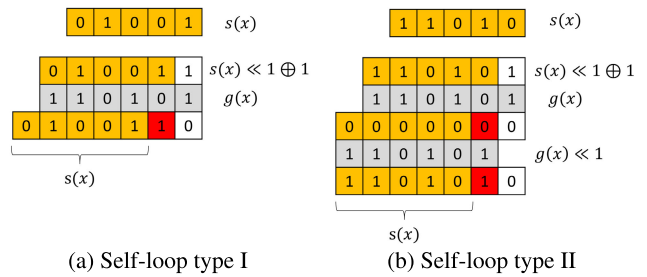 0 1 0 0 1 s(x)
0 1 0 0 1 1 s(x) ≪ 1 ⊕ 1
1 1 0 1 0 1 g(x)
0 1 0 0 1 1 0
s(x)
(a) Self-loop type I
1 1 0 1 0 s(x)
1 1 0 1 0 1 s(x) ≪ 1 ⊕ 1
1 1 0 1 0 1 g(x)
0 0 0 0 0 0 0
1 1 0 1 0 1 g(x) ≪ 1
1 1 0 1 0 1 0
s(x)
(b) Self-loop type II